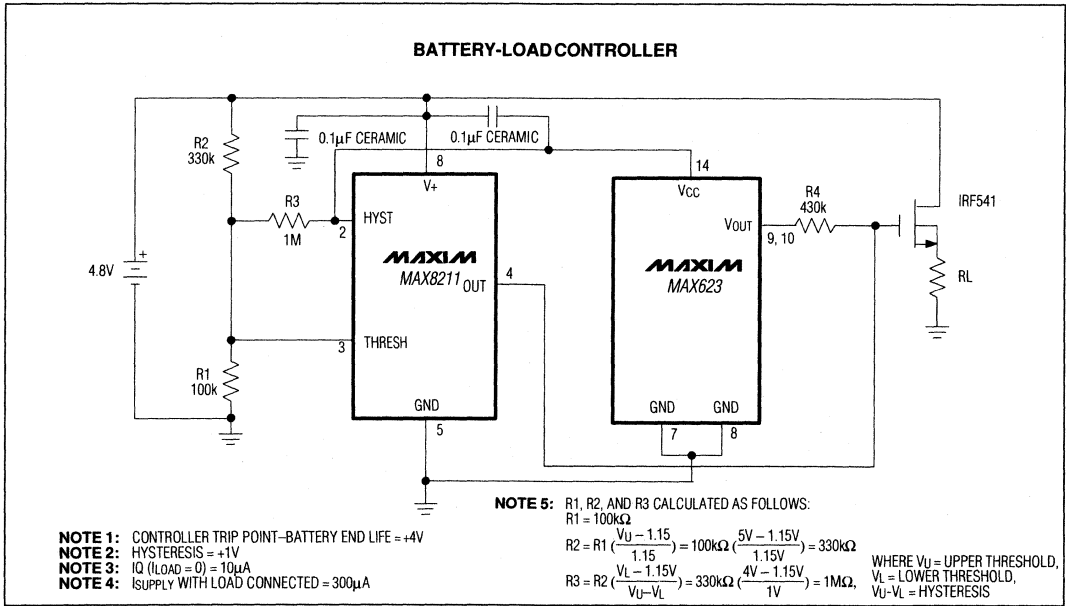 BATTERY-LOAD CONTROLLER
R2
330k
0.1µF CERAMIC
0.1µF CERAMIC
8
14
V+
VCC
R3
1M
HYST
2
R4
430k
VOUT
9, 10
IRF541
4.8V
+
MAXIM
MAX8211
OUT
4
MAXIM
MAX623
RL
3
THRESH
R1
100k
GND
5
GND
GND
7
8
NOTE 1: CONTROLLER TRIP POINT–BATTERY END LIFE = +4V
NOTE 2: HYSTERESIS = +1V
NOTE 3: IQ (ILOAD = 0) = 10µA
NOTE 4: ISUPPLY WITH LOAD CONNECTED = 300µA
NOTE 5: R1, R2, AND R3 CALCULATED AS FOLLOWS:
R1 = 100kΩ
R2 = R1 (VU – 1.15 / 1.15) = 100kΩ (5V – 1.15V / 1.15V) = 330kΩ
R3 = R2 (VL – 1.15V / VU–VL) = 330kΩ (4V – 1.15V / 1V) = 1MΩ,
WHERE VU = UPPER THRESHOLD,
VL = LOWER THRESHOLD,
VU-VL = HYSTERESIS